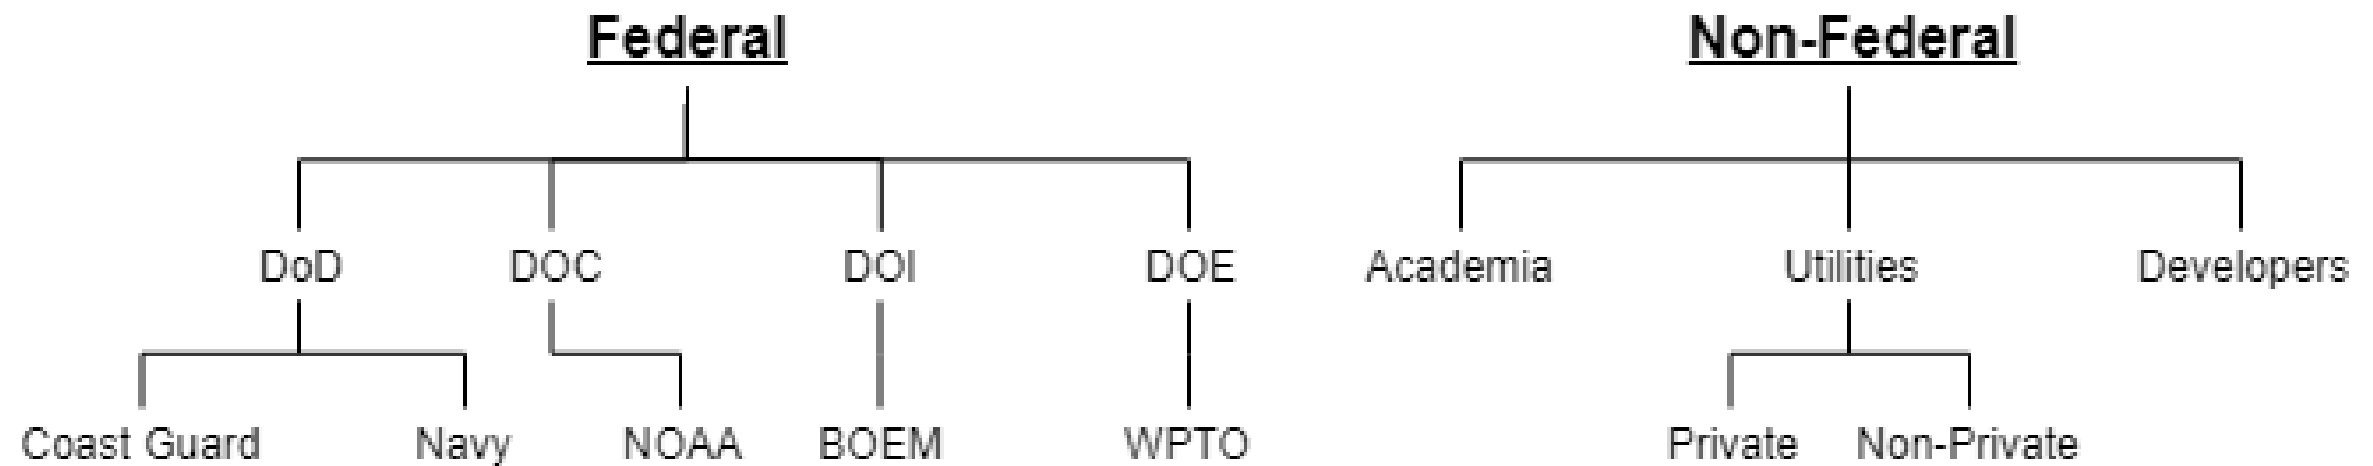 Federal
Non-Federal
DoD DOC DOI DOE
Academia Utilities Developers
Coast Guard Navy NOAA BOEM WPTO
Private Non-Private